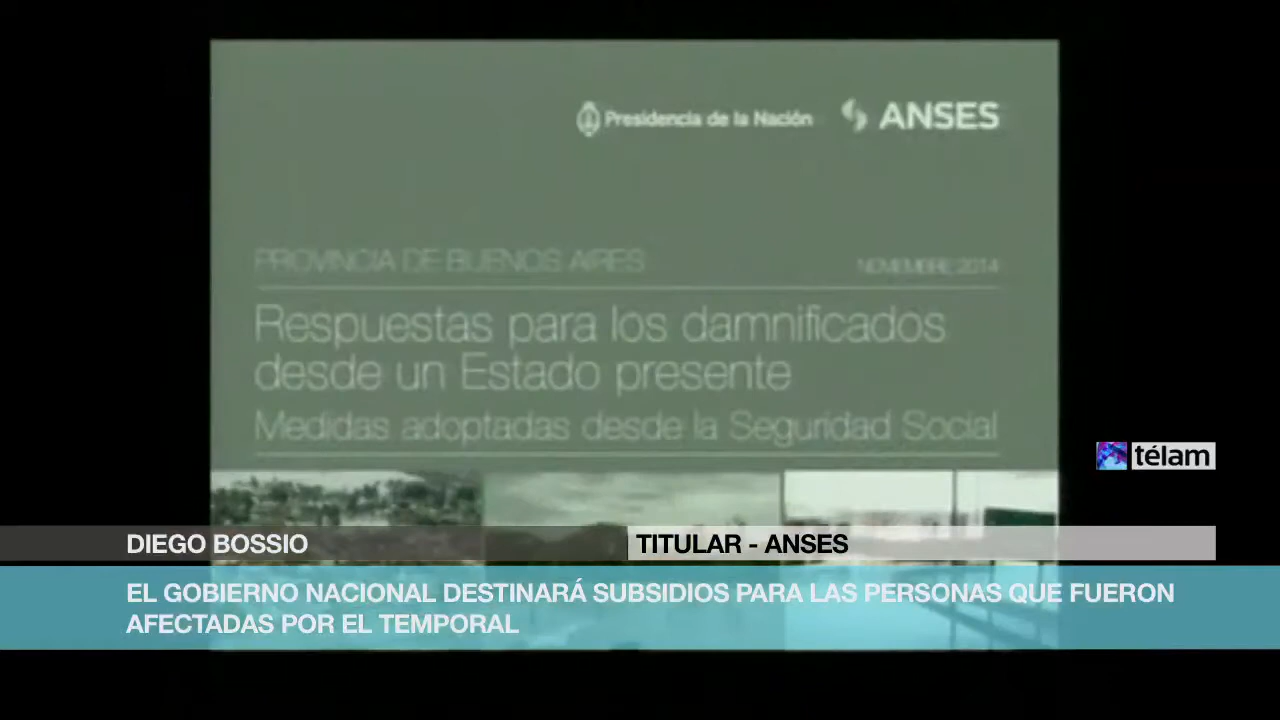 Presidencia de la Nación
ANSES
PROVINCIA DE BUENOS AIRES
NOVIEMBRE 2014
Respuestas para los damnificados
desde un Estado presente
Medidas adoptadas desde la Seguridad Social
télam
DIEGO BOSSIO
TITULAR - ANSES
EL GOBIERNO NACIONAL DESTINARÁ SUBSIDIOS PARA LAS PERSONAS QUE FUERON
AFECTADAS POR EL TEMPORAL